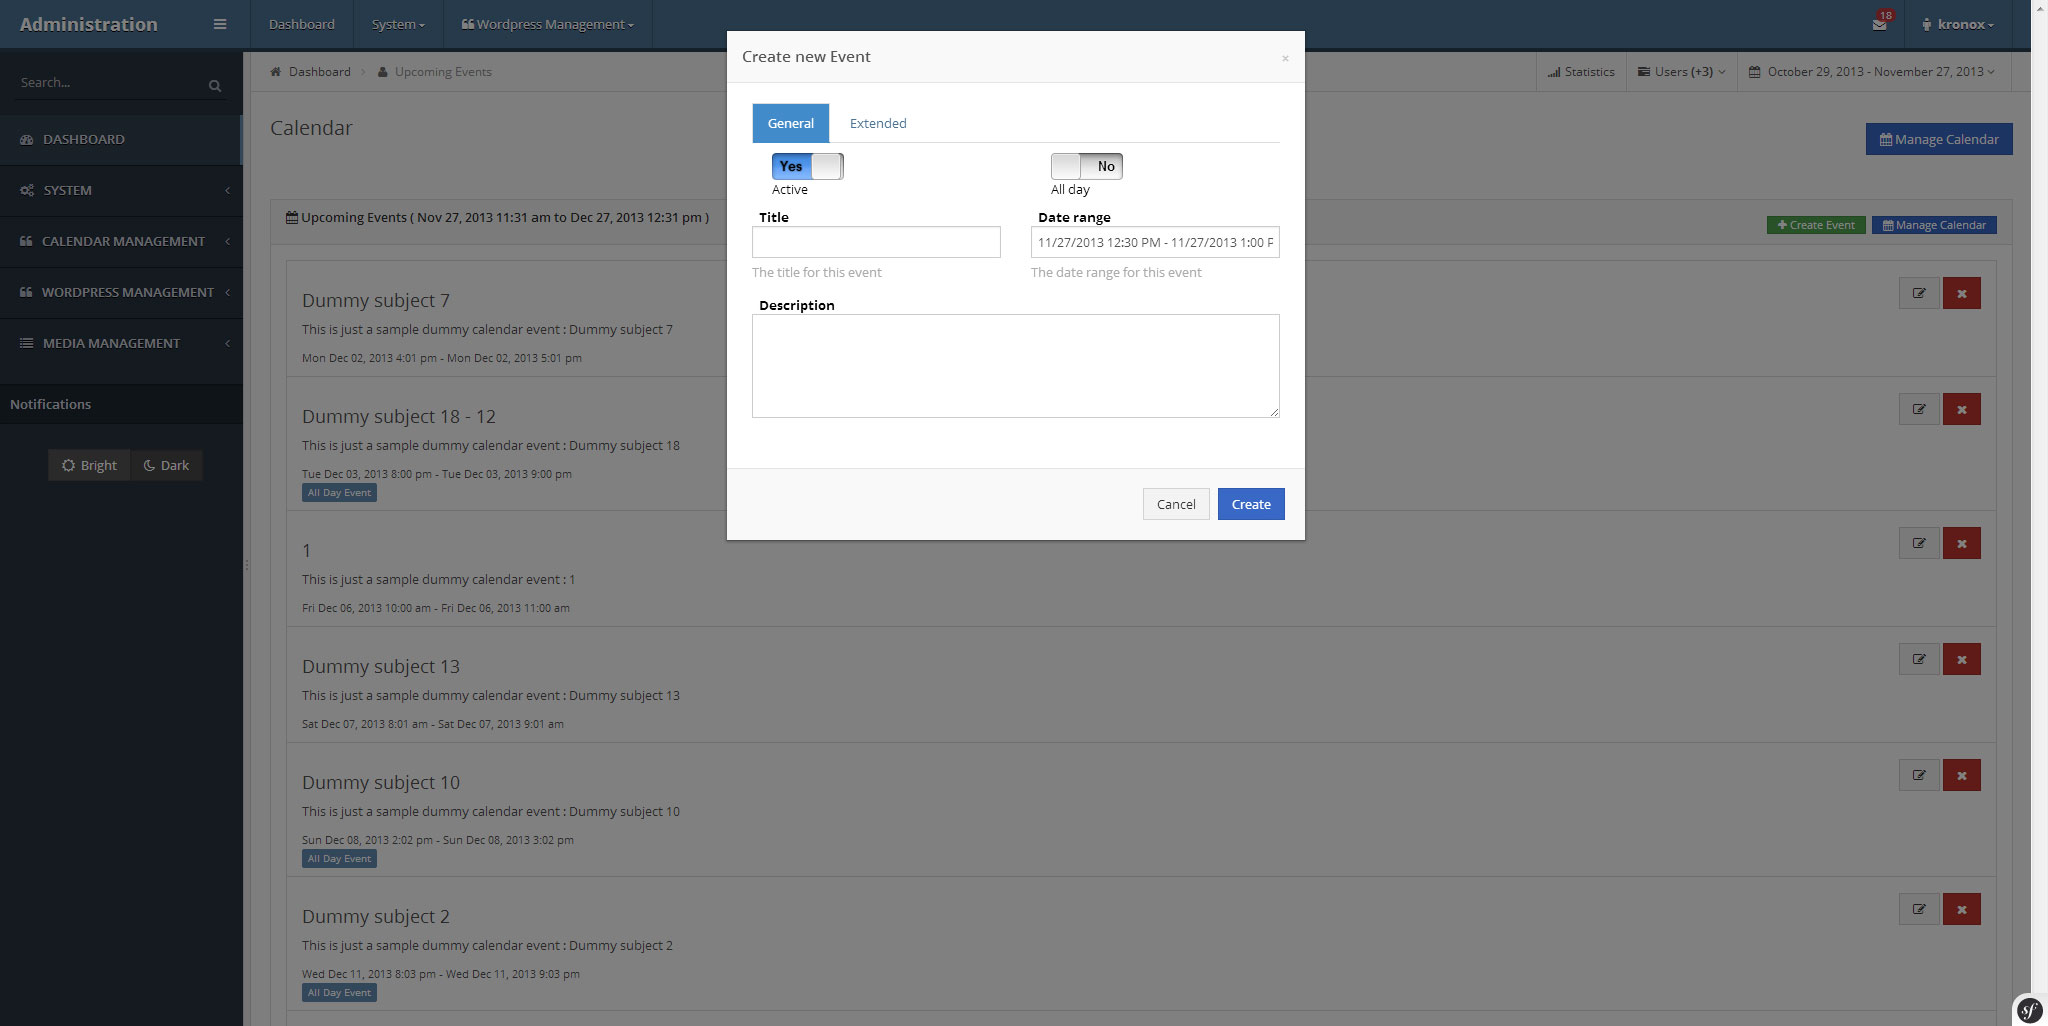 Administration
Dashboard
System
Wordpress Management
18
kronox
Search...
DASHBOARD
SYSTEM
CALENDAR MANAGEMENT
WORDPRESS MANAGEMENT
MEDIA MANAGEMENT
Notifications
Bright
Dark
Dashboard
Upcoming Events
Statistics
Users (+3)
October 29, 2013 - November 27, 2013
Calendar
Manage Calendar
Upcoming Events ( Nov 27, 2013 11:31 am to Dec 27, 2013 12:31 pm )
Create Event
Manage Calendar
Dummy subject 7
This is just a sample dummy calendar event : Dummy subject 7
Mon Dec 02, 2013 4:01 pm - Mon Dec 02, 2013 5:01 pm
Dummy subject 18 - 12
This is just a sample dummy calendar event : Dummy subject 18
Tue Dec 03, 2013 8:00 pm - Tue Dec 03, 2013 9:00 pm
All Day Event
1
This is just a sample dummy calendar event : 1
Fri Dec 06, 2013 10:00 am - Fri Dec 06, 2013 11:00 am
Dummy subject 13
This is just a sample dummy calendar event : Dummy subject 13
Sat Dec 07, 2013 8:01 am - Sat Dec 07, 2013 9:01 am
Dummy subject 10
This is just a sample dummy calendar event : Dummy subject 10
Sun Dec 08, 2013 2:02 pm - Sun Dec 08, 2013 3:02 pm
All Day Event
Dummy subject 2
This is just a sample dummy calendar event : Dummy subject 2
Wed Dec 11, 2013 8:03 pm - Wed Dec 11, 2013 9:03 pm
All Day Event
Create new Event
×
General
Extended
Yes
No
Active
All day
Title
Date range
11/27/2013 12:30 PM - 11/27/2013 1:00 P
The title for this event
The date range for this event
Description
Cancel
Create
sf